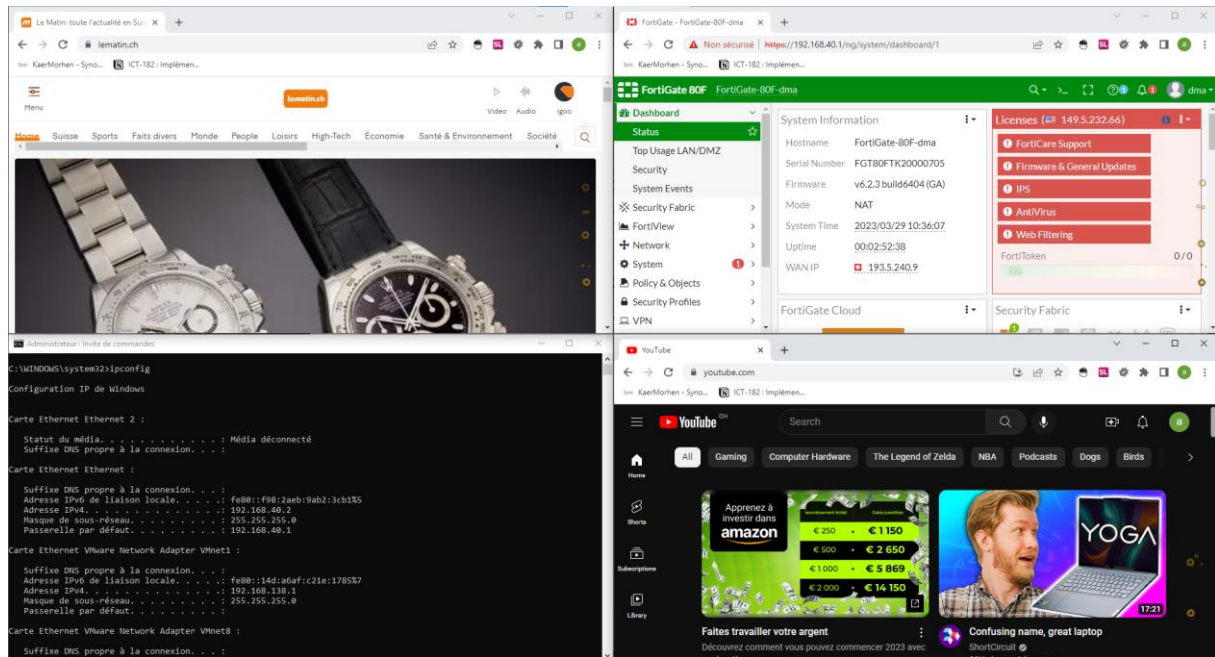 Le Matin: toute l'actualité en Suis
lematin.ch
KaerMorhen - Syno...
ICT-182 : Implémen...
Menu
lematin.ch
Video
Audio
igoo
Home
Suisse
Sports
Faits divers
Monde
People
Loisirs
High-Tech
Économie
Santé & Environnement
Société
FortiGate - FortiGate-80F-dma
Non sécurisé
https://192.168.40.1/ng/system/dashboard/1
KaerMorhen - Syno...
ICT-182 : Implémen...
FortiGate 80F
FortiGate-80F-dma
dma
Dashboard
Status
Top Usage LAN/DMZ
Security
System Events
Security Fabric
FortiView
Network
System
1
Policy & Objects
Security Profiles
VPN
System Information
Hostname FortiGate-80F-dma
Serial Number FGT80FTK20000705
Firmware v6.2.3 build6404 (GA)
Mode NAT
System Time 2023/03/29 10:36:07
Uptime 00:02:52:38
WAN IP 193.5.240.9
Licenses ( 149.5.232.66)
FortiCare Support
Firmware & General Updates
IPS
AntiVirus
Web Filtering
FortiToken 0 / 0
FortiGate Cloud
Security Fabric
Administrateur : Invite de commandes
C:\WINDOWS\system32>ipconfig
Configuration IP de Windows
Carte Ethernet Ethernet 2 :
Statut du média. . . . . . . . . . . . : Média déconnecté
Suffixe DNS propre à la connexion. . . :
Carte Ethernet Ethernet :
Suffixe DNS propre à la connexion. . . :
Adresse IPv6 de liaison locale. . . . .: fe80::f98:2aeb:9ab2:3cb1%5
Adresse IPv4. . . . . . . . . . . . . .: 192.168.40.2
Masque de sous-réseau. . . . . . . . . : 255.255.255.0
Passerelle par défaut. . . . . . . . . : 192.168.40.1
Carte Ethernet VMware Network Adapter VMnet1 :
Suffixe DNS propre à la connexion. . . :
Adresse IPv6 de liaison locale. . . . .: fe80::14d:a6af:c21e:1785%7
Adresse IPv4. . . . . . . . . . . . . .: 192.168.138.1
Masque de sous-réseau. . . . . . . . . : 255.255.255.0
Passerelle par défaut. . . . . . . . . :
Carte Ethernet VMware Network Adapter VMnet8 :
Suffixe DNS propre à la connexion. . . :
YouTube
youtube.com
KaerMorhen - Syno...
ICT-182 : Implémen...
YouTube CH
Search
a
All
Gaming
Computer Hardware
The Legend of Zelda
NBA
Podcasts
Dogs
Birds
Home
Shorts
Subscriptions
Library
Apprenez à
investir dans
amazon
€ 250 € 1 150
€ 500 € 2 650
€ 1 000 € 5 869
€ 2 000 € 14 150
YOGA
17:21
Faites travailler votre argent
Découvrez comment vous pouvez commencer 2023 avec
Confusing name, great laptop
ShortCircuit